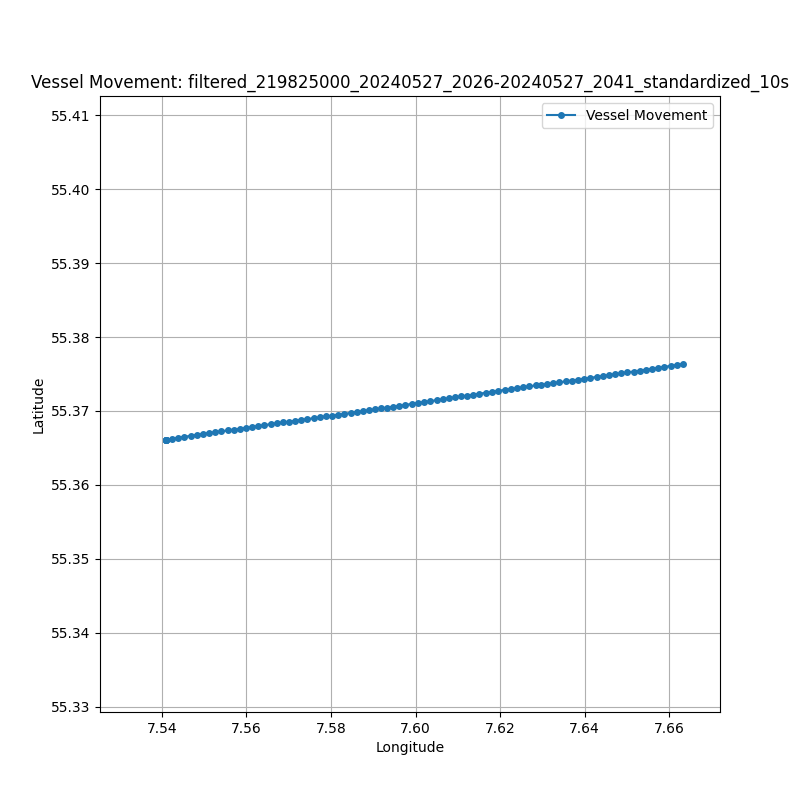 Vessel Movement: filtered_219825000_20240527_2026-20240527_2041_standardized_10s
Vessel Movement
55.41
55.40
55.39
55.38
55.37
55.36
55.35
55.34
55.33
Latitude
7.54 7.56 7.58 7.60 7.62 7.64 7.66
Longitude